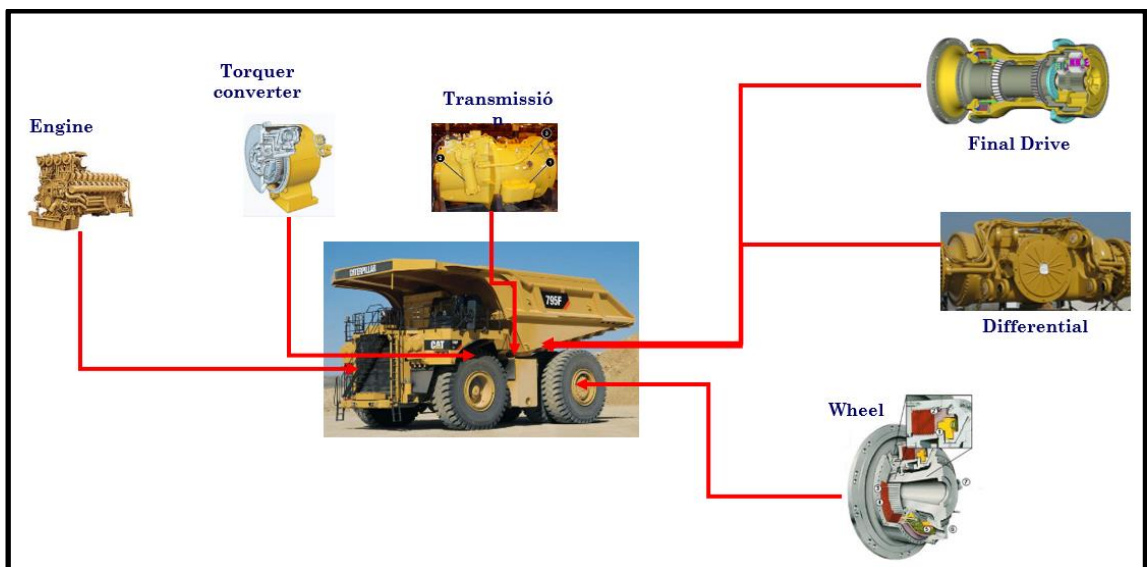 Engine
Torquer
converter
Transmissió
n
Final Drive
Differential
Wheel
CATERPILLAR
795F
CAT